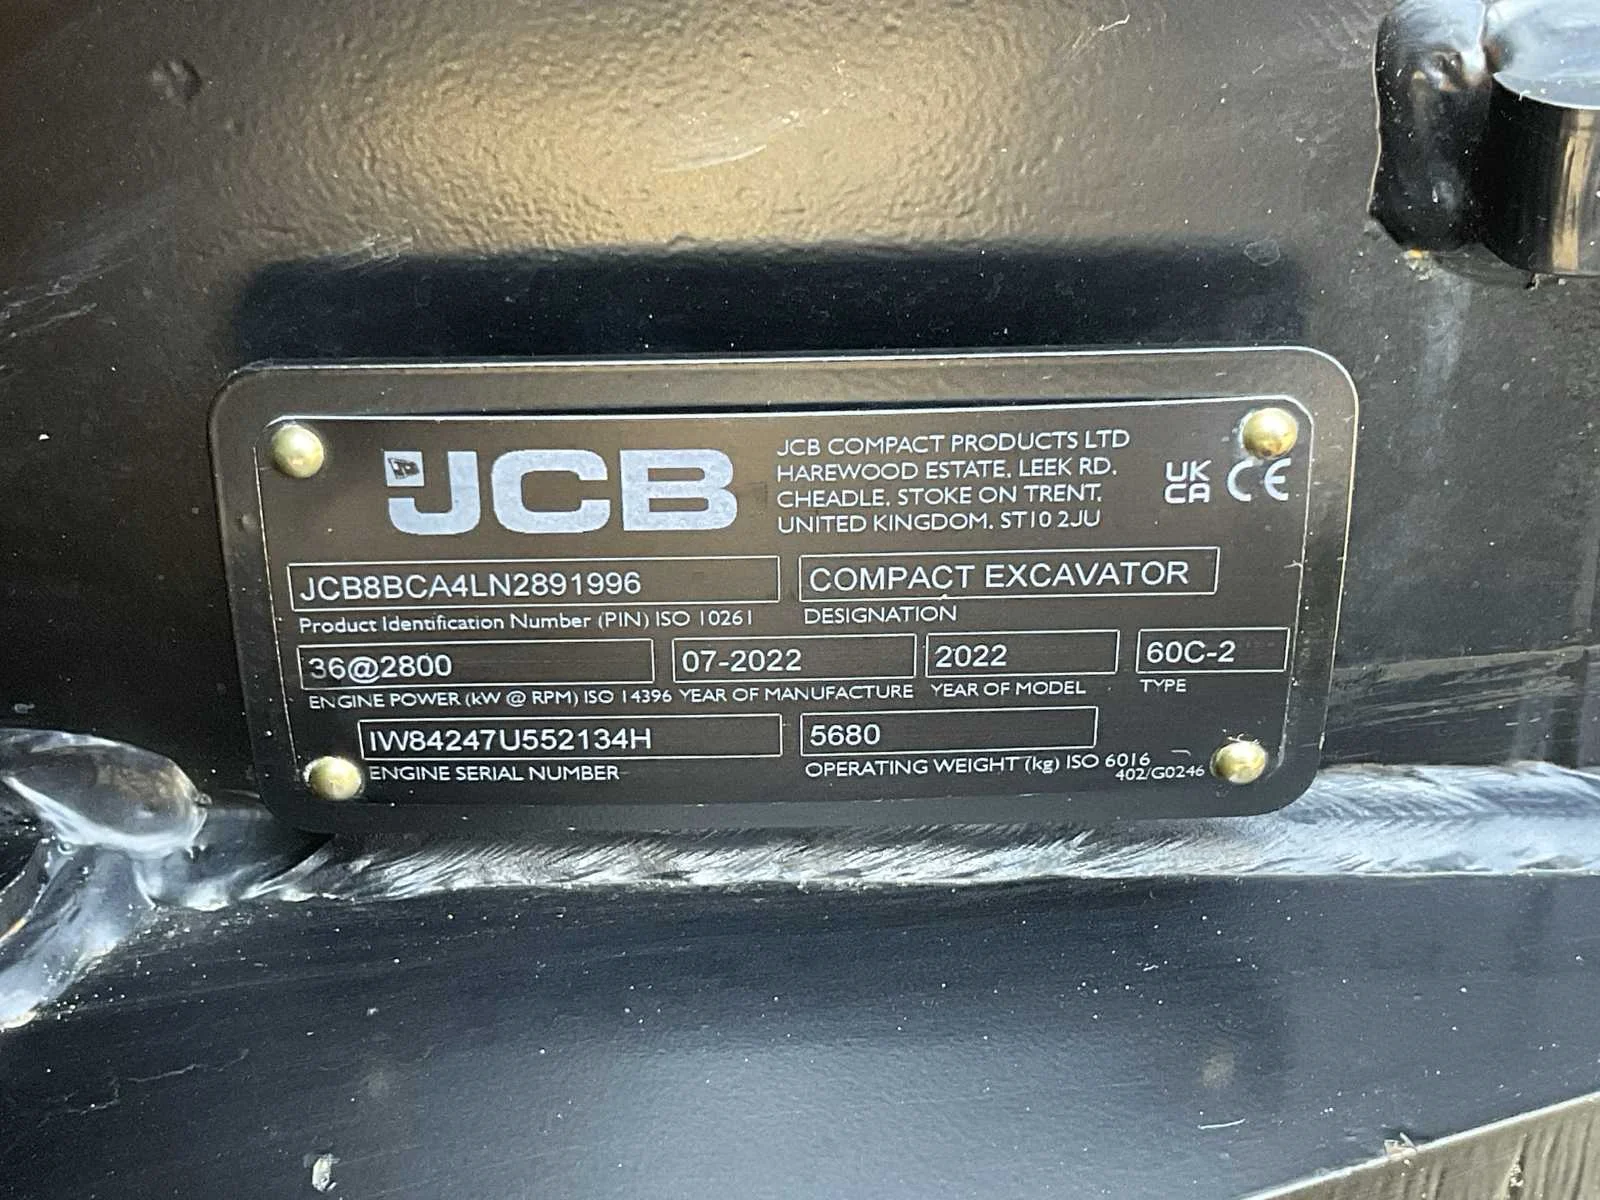 JCB
JCB COMPACT PRODUCTS LTD
HAREWOOD ESTATE, LEEK RD.
CHEADLE, STOKE ON TRENT,
UNITED KINGDOM. ST10 2JU
UK
CA
CE
JCB8BCA4LN2891996
Product Identification Number (PIN) ISO 10261
COMPACT EXCAVATOR
DESIGNATION
36@2800
ENGINE POWER (kW @ RPM) ISO 14396
07-2022
YEAR OF MANUFACTURE
2022
YEAR OF MODEL
60C-2
TYPE
IW84247U552134H
ENGINE SERIAL NUMBER
5680
OPERATING WEIGHT (kg) ISO 6016
402/G0246